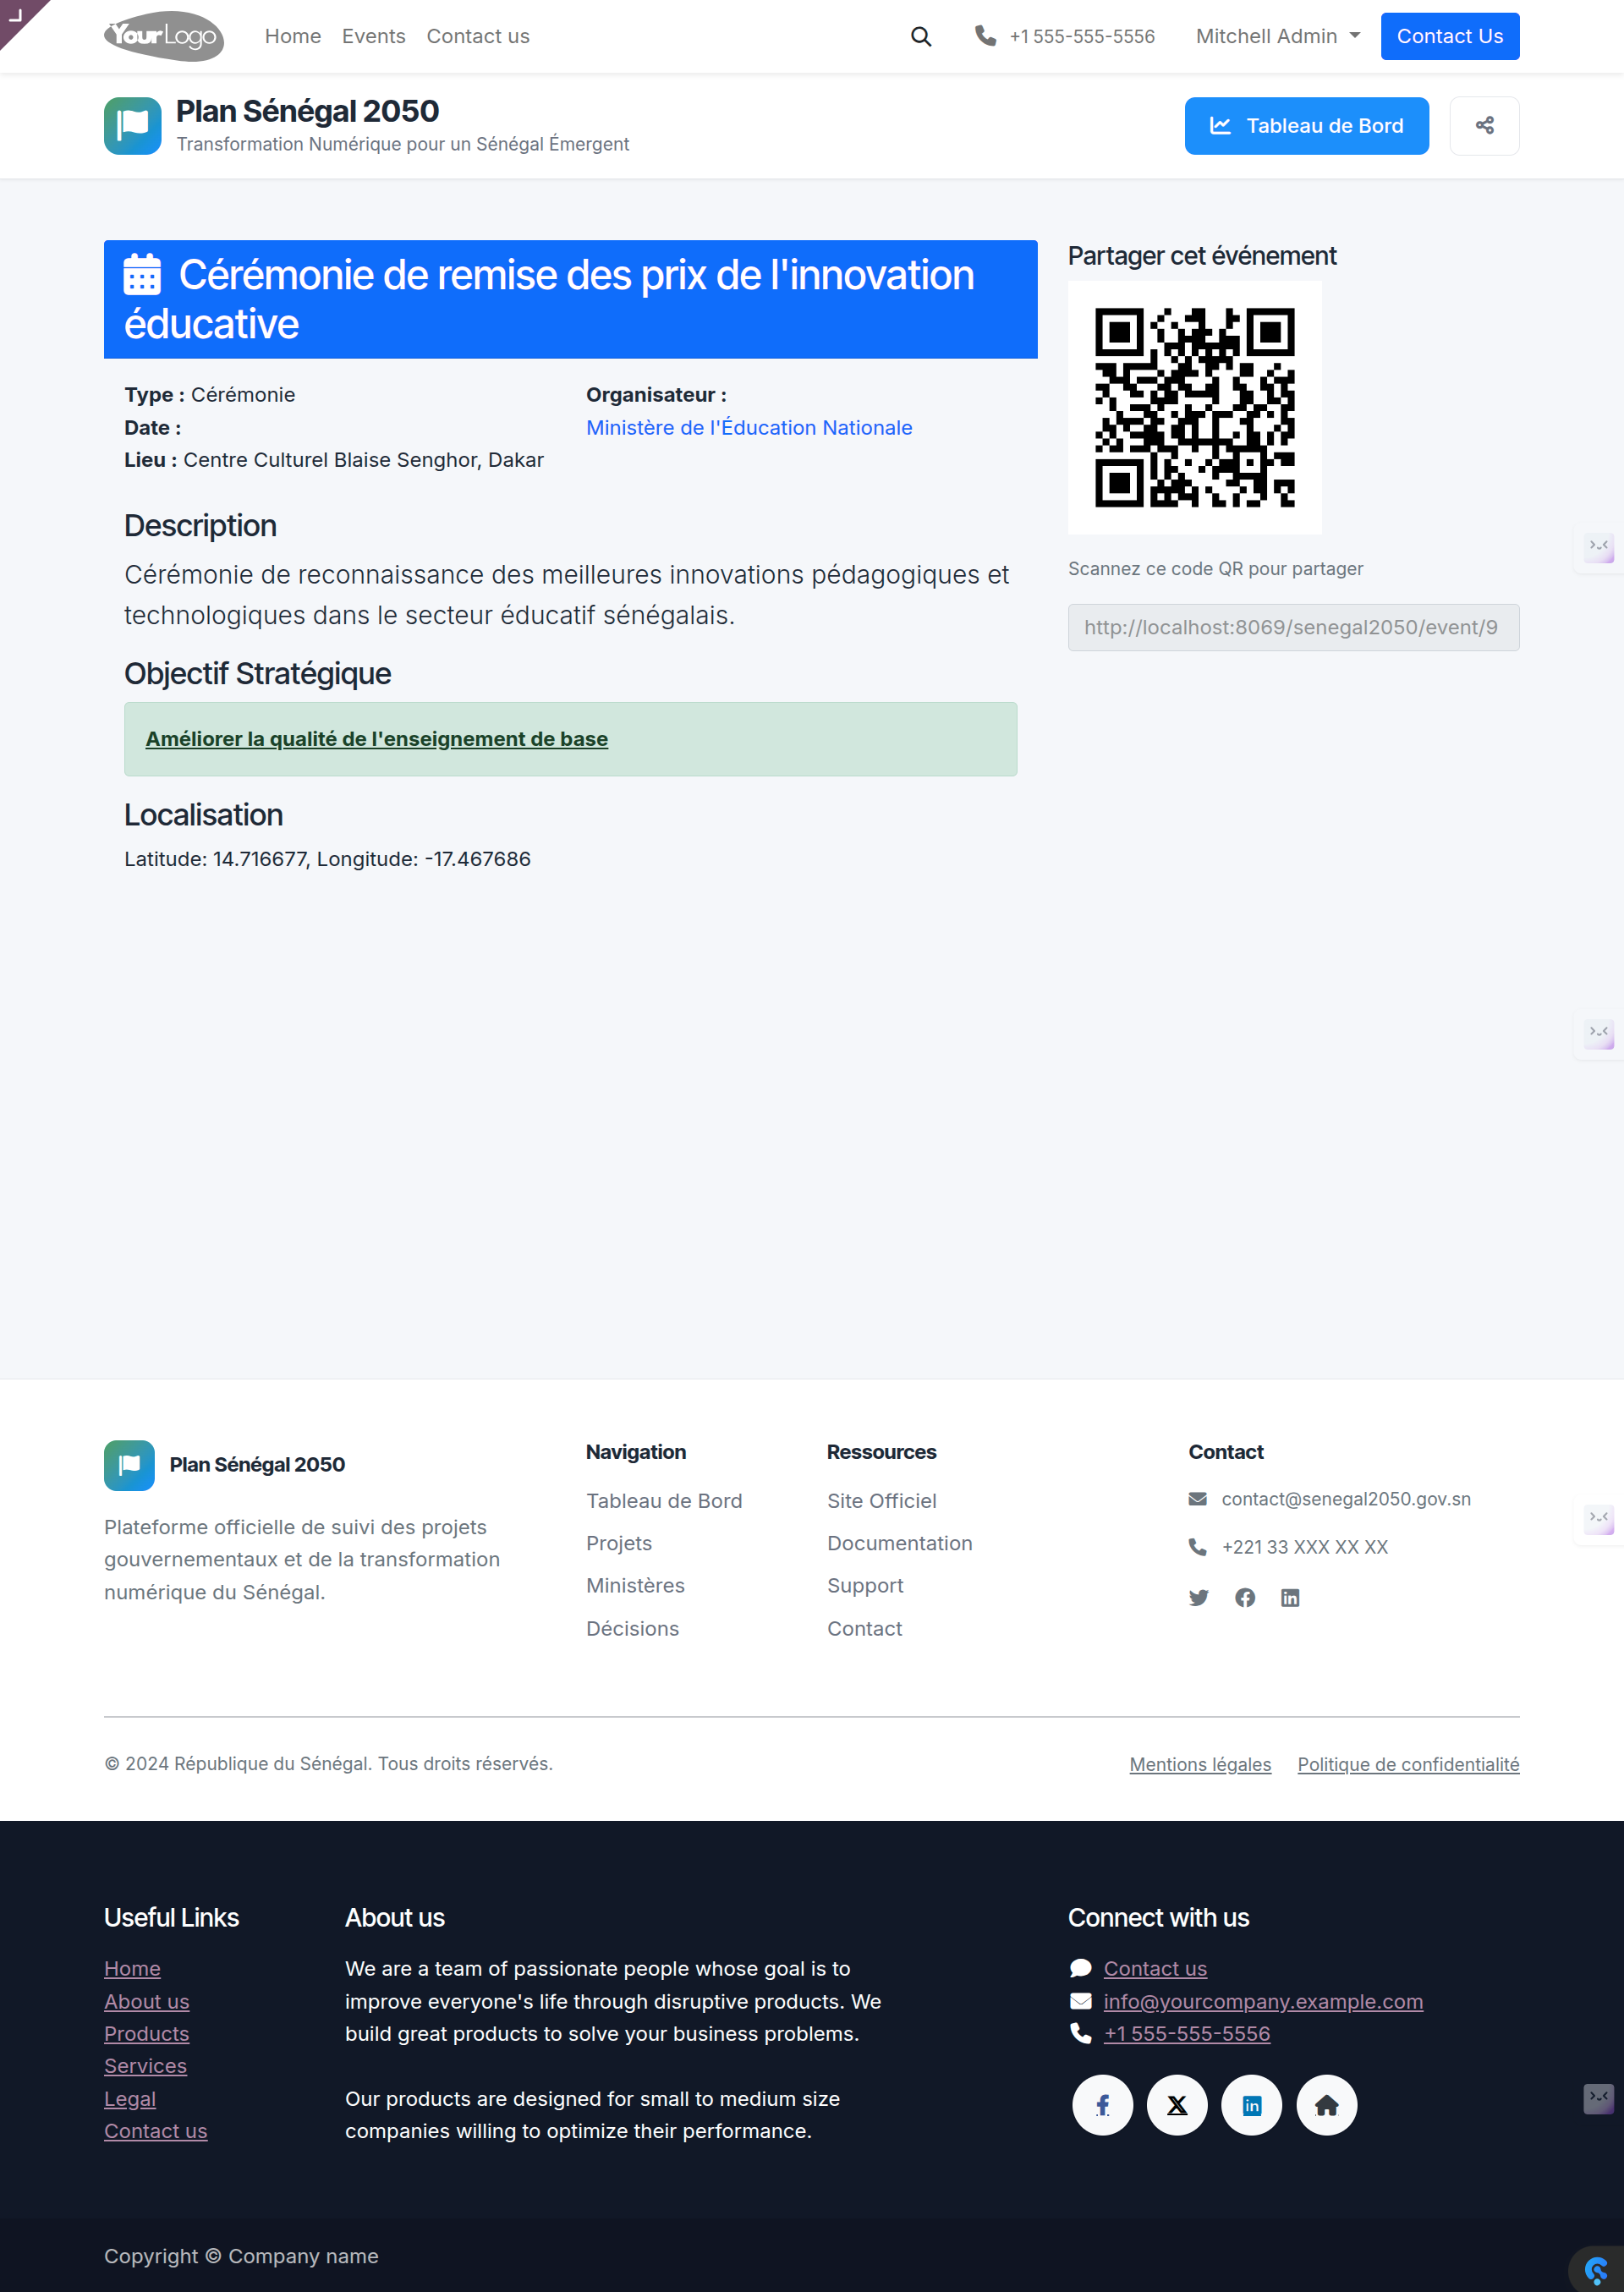 YourLogo
Home Events Contact us
+1 555-555-5556
Mitchell Admin
Contact Us
Plan Sénégal 2050
Transformation Numérique pour un Sénégal Émergent
Tableau de Bord
Cérémonie de remise des prix de l'innovation
éducative
Type : Cérémonie
Date :
Lieu : Centre Culturel Blaise Senghor, Dakar
Organisateur :
Ministère de l'Éducation Nationale
Description
Cérémonie de reconnaissance des meilleures innovations pédagogiques et
technologiques dans le secteur éducatif sénégalais.
Objectif Stratégique
Améliorer la qualité de l'enseignement de base
Localisation
Latitude: 14.716677, Longitude: -17.467686
Partager cet événement
Scannez ce code QR pour partager
http://localhost:8069/senegal2050/event/9
Plan Sénégal 2050
Plateforme officielle de suivi des projets
gouvernementaux et de la transformation
numérique du Sénégal.
Navigation
Tableau de Bord
Projets
Ministères
Décisions
Ressources
Site Officiel
Documentation
Support
Contact
Contact
contact@senegal2050.gov.sn
+221 33 XXX XX XX
© 2024 République du Sénégal. Tous droits réservés.
Mentions légales Politique de confidentialité
Useful Links
Home
About us
Products
Services
Legal
Contact us
About us
We are a team of passionate people whose goal is to
improve everyone's life through disruptive products. We
build great products to solve your business problems.
Our products are designed for small to medium size
companies willing to optimize their performance.
Connect with us
Contact us
info@yourcompany.example.com
+1 555-555-5556
Copyright © Company name